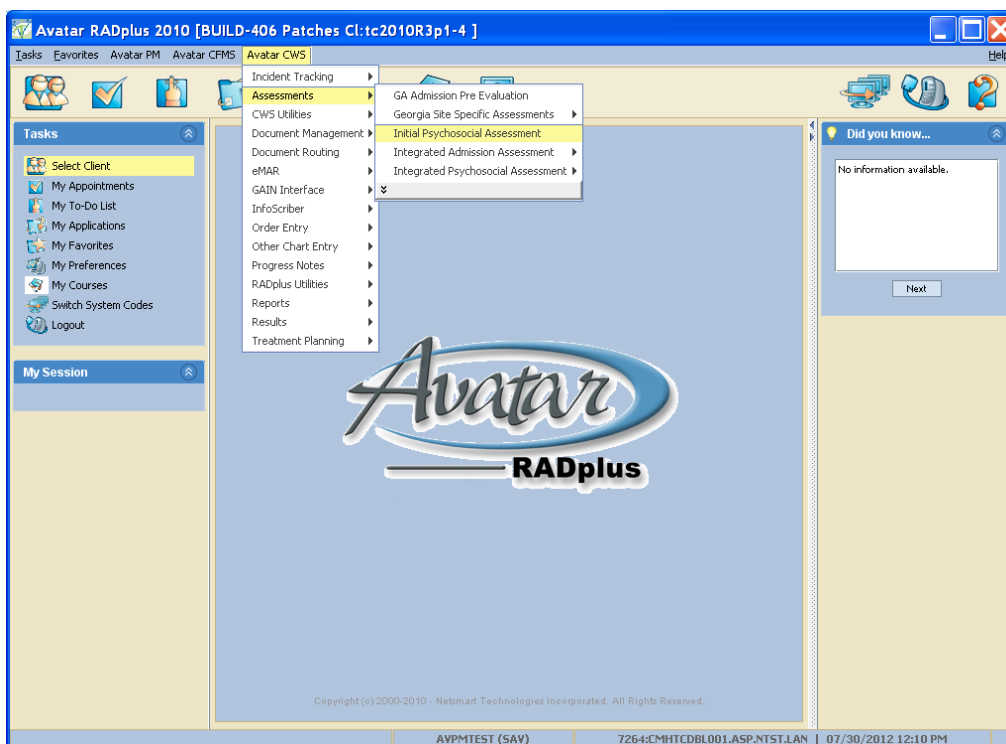 Avatar RADplus 2010 [BUILD-406 Patches Cl:tc2010R3p1-4 ]
Tasks Favorites Avatar PM Avatar CFMS Avatar CWS Help
Incident Tracking
Assessments
CWS Utilities
Document Management
Document Routing
eMAR
GAIN Interface
InfoScriber
Order Entry
Other Chart Entry
Progress Notes
RADplus Utilities
Reports
Results
Treatment Planning
GA Admission Pre Evaluation
Georgia Site Specific Assessments
Initial Psychosocial Assessment
Integrated Admission Assessment
Integrated Psychosocial Assessment
Tasks
Select Client
My Appointments
My To-Do List
My Applications
My Favorites
My Preferences
My Courses
Switch System Codes
Logout
My Session
Did you know...
No information available.
Next
Avatar
RADplus
Copyright (c) 2000-2010 - Netsmart Technologies Incorporated. All Rights Reserved.
AVPMTEST (SAV) 7264:CMHTCDBL001.ASP.NTST.LAN | 07/30/2012 12:10 PM